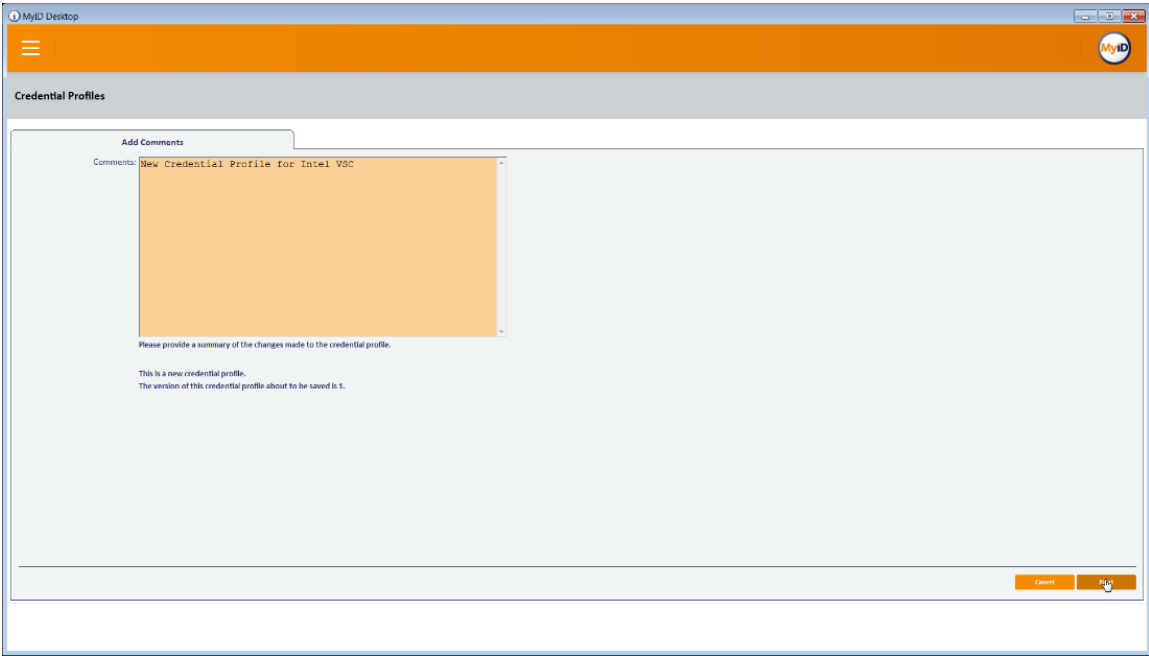 MyID Desktop
MyID
Credential Profiles
Add Comments
Comments:
New Credential Profile for Intel VSC
Please provide a summary of the changes made to the credential profile.
This is a new credential profile.
The version of this credential profile about to be saved is 1.
Cancel